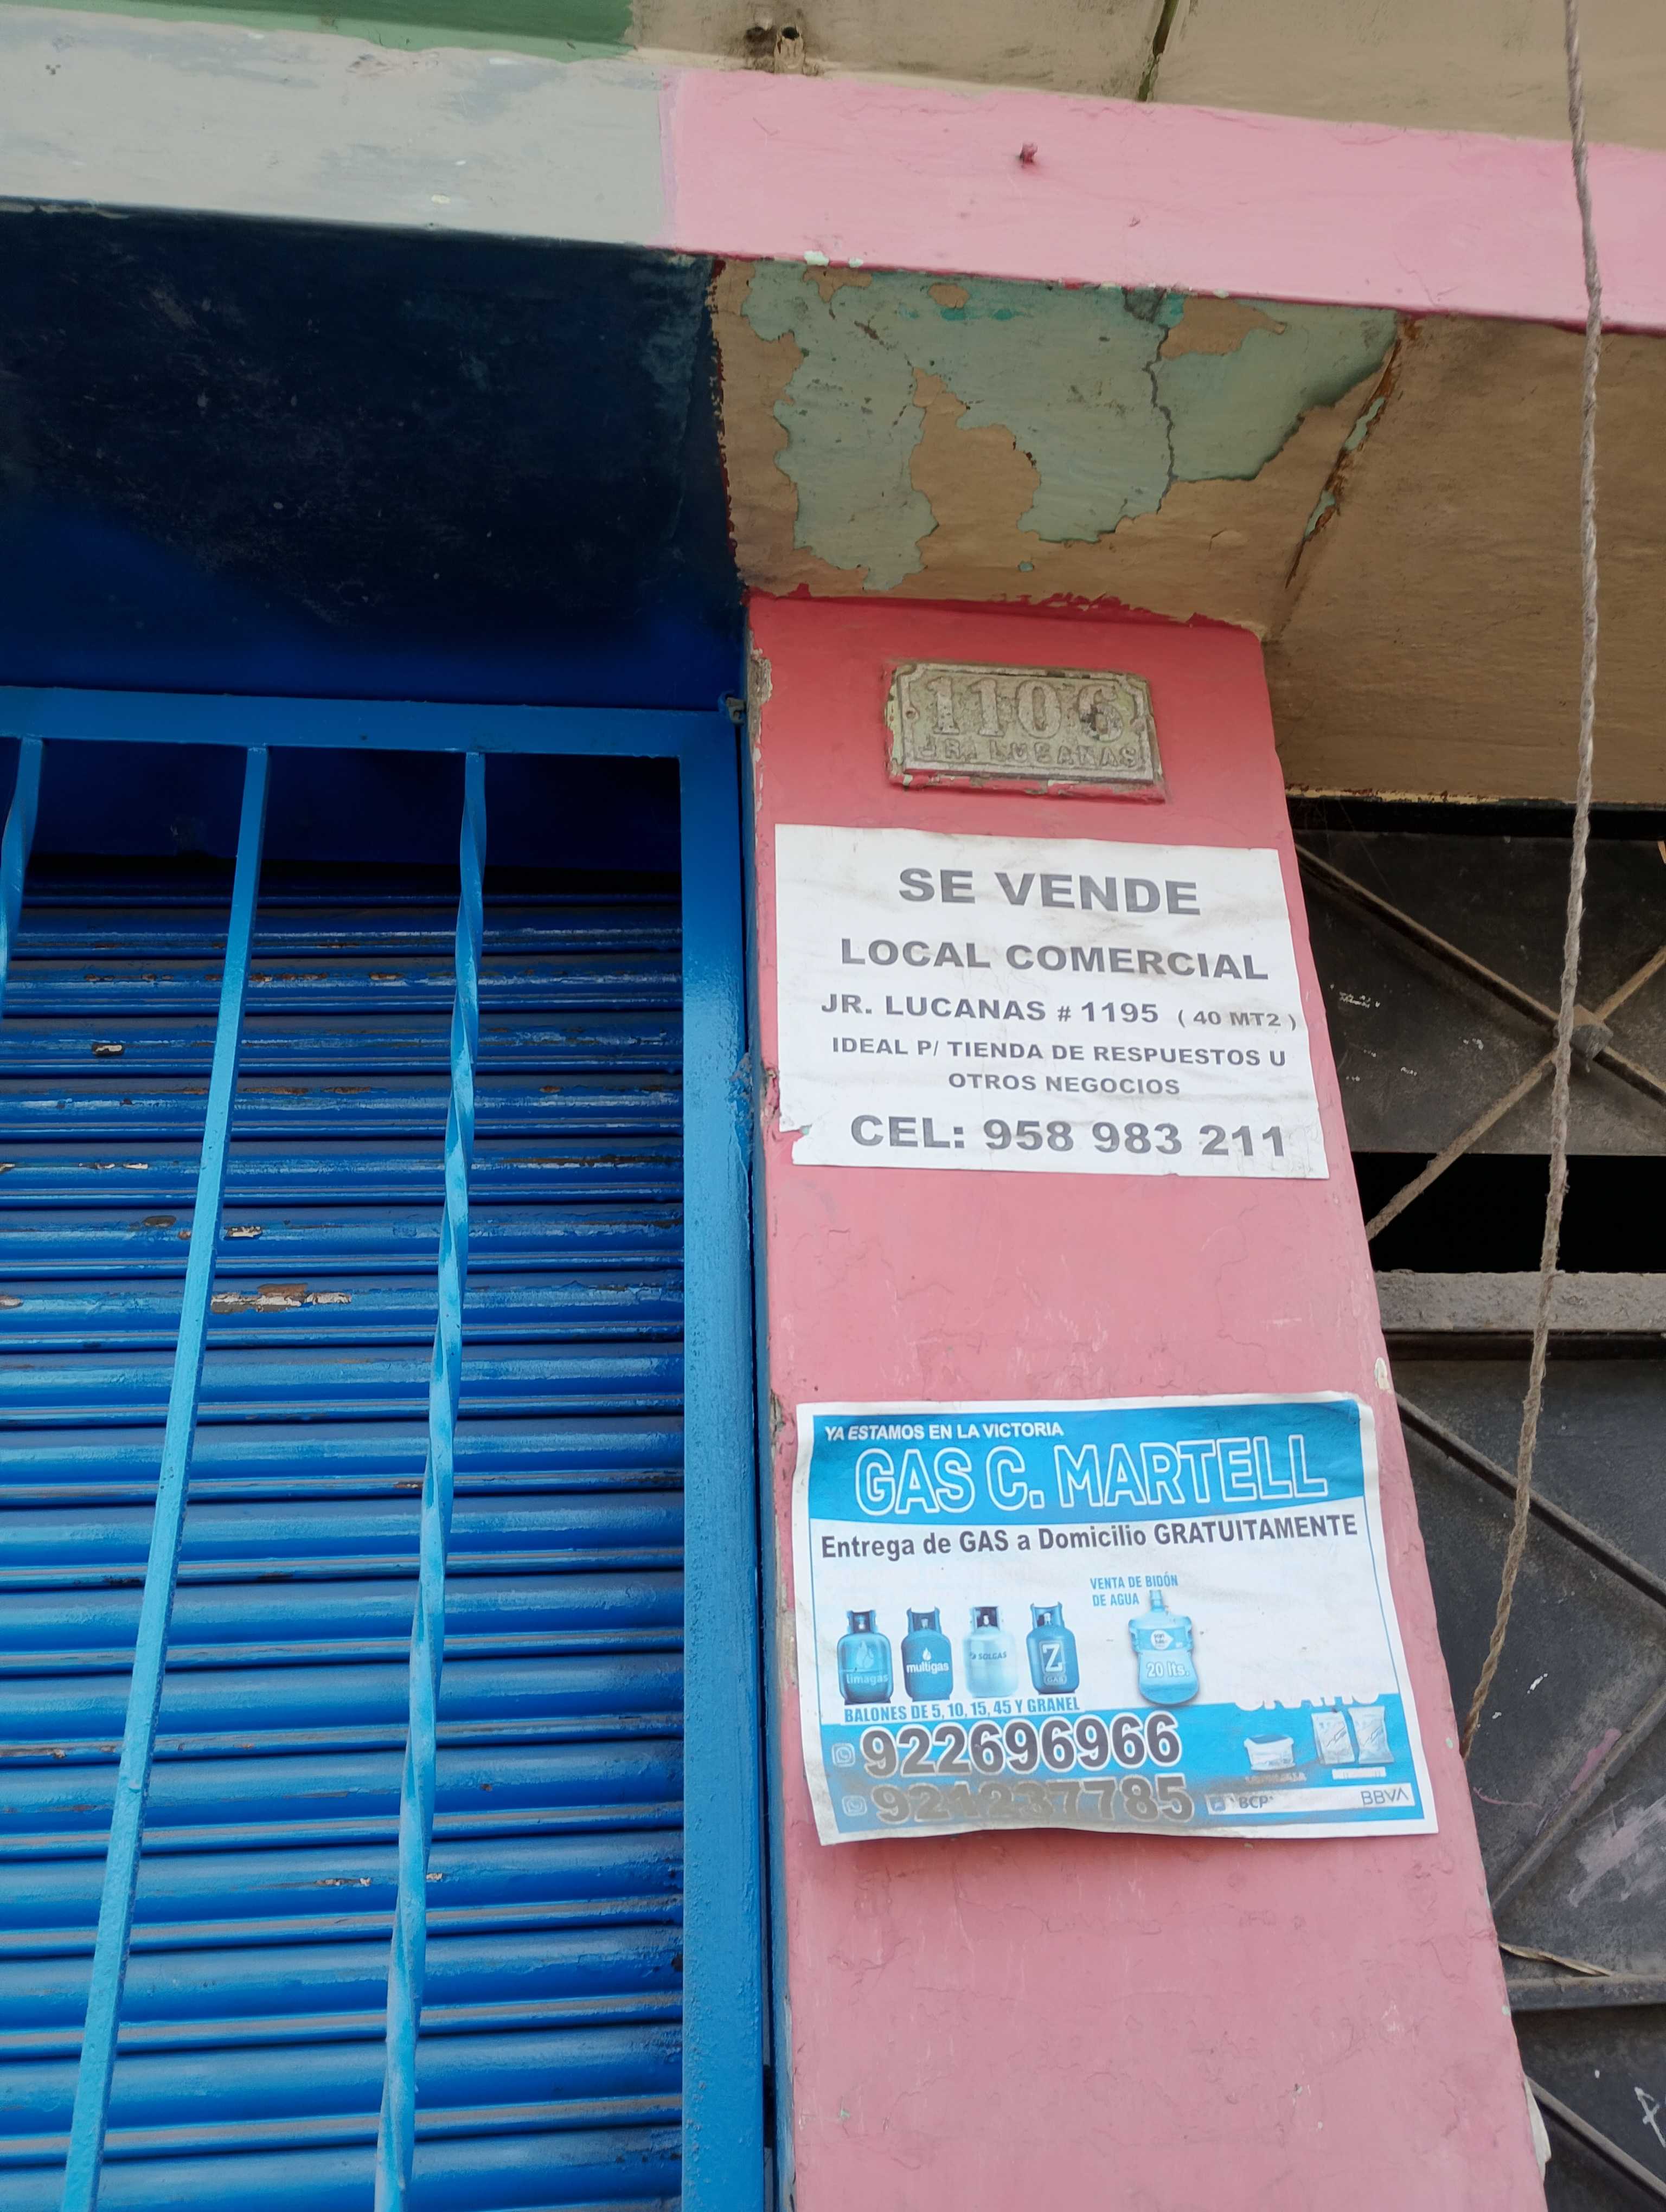 1106
JR. LUCANAS
SE VENDE
LOCAL COMERCIAL
JR. LUCANAS # 1195 ( 40 MT2 )
IDEAL P/ TIENDA DE RESPUESTOS U
OTROS NEGOCIOS
CEL: 958 983 211
YA ESTAMOS EN LA VICTORIA
GAS C. MARTELL
Entrega de GAS a Domicilio GRATUITAMENTE
VENTA DE BIDÓN
DE AGUA
limagas
multigas
SOLGAS
Z
GAS
20 lts.
BALONES DE 5, 10, 15, 45 Y GRANEL
922696966
921237785
BCP
BBVA